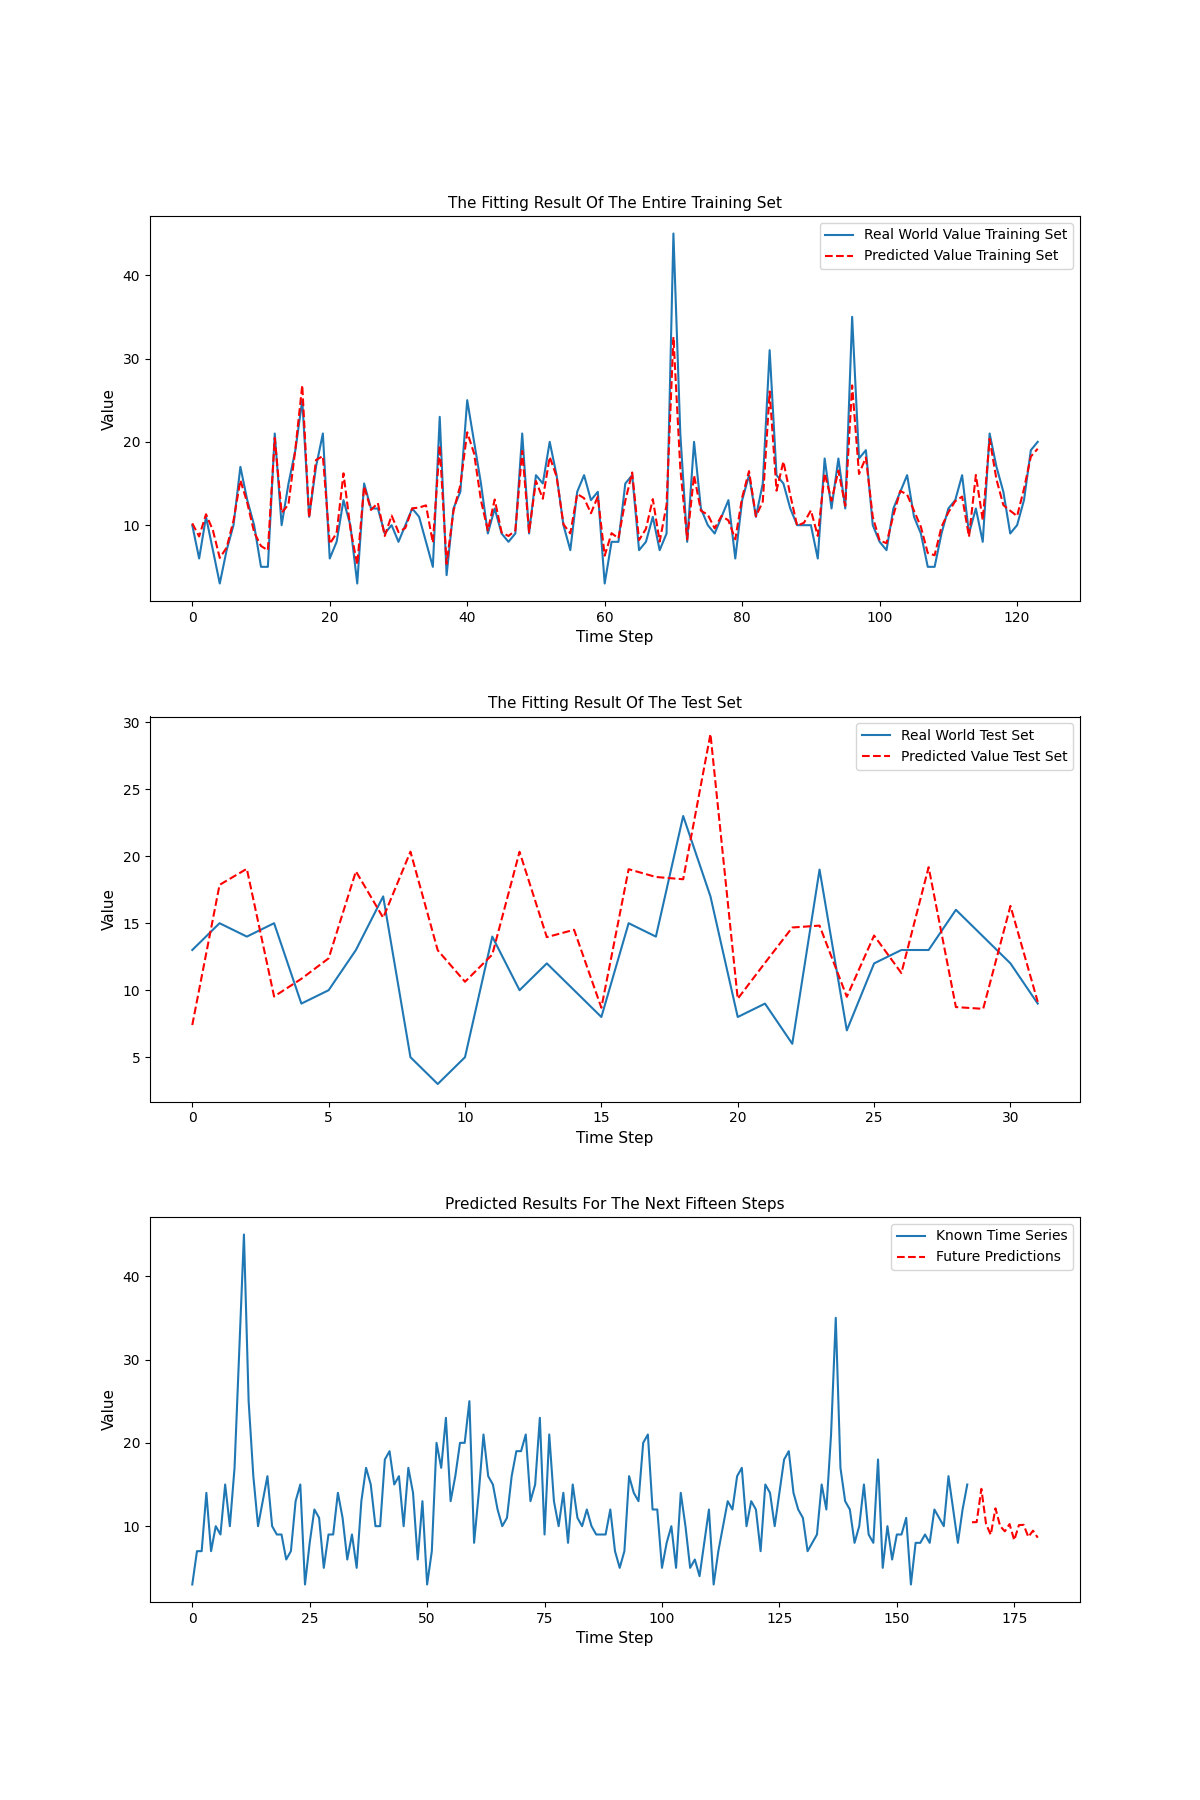 The Fitting Result Of The Entire Training Set
Real World Value Training Set
Predicted Value Training Set
40
30
20
10
Value
0 20 40 60 80 100 120
Time Step
The Fitting Result Of The Test Set
Real World Test Set
Predicted Value Test Set
30
25
20
15
10
5
Value
0 5 10 15 20 25 30
Time Step
Predicted Results For The Next Fifteen Steps
Known Time Series
Future Predictions
40
30
20
10
Value
0 25 50 75 100 125 150 175
Time Step